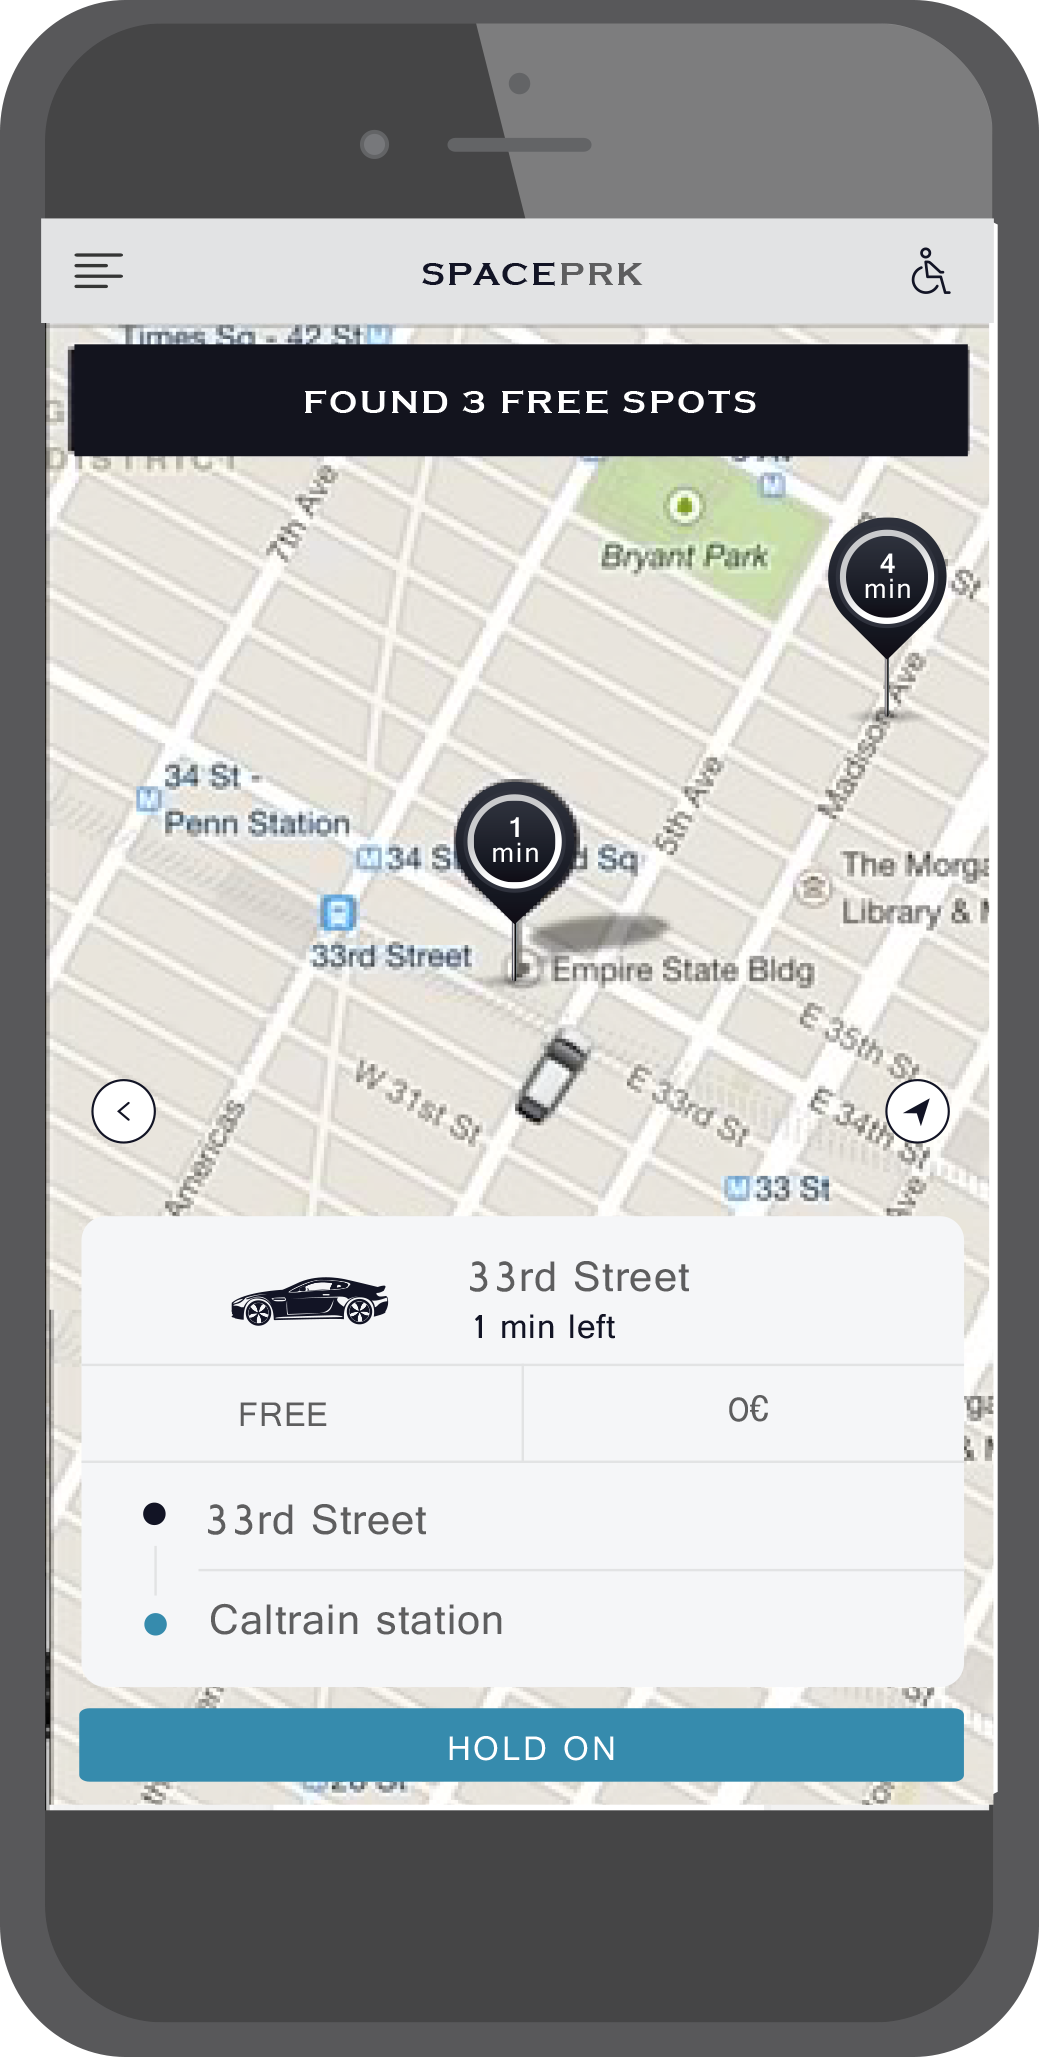 SPACEPRK
Times Sq - 42 St M
FOUND 3 FREE SPOTS
DISTRICT
7th Ave
M
Bryant Park
4
min
St
Madison Ave
34 St -
M
Penn Station
5th Ave
1
min
M 34 S
d Sq
The Morga
Library & M
33rd Street
Empire State Bldg
E 35th St
W 31st St
E 33rd St
E 34th St
<
Americas
M 33 St
Ave
33rd Street
1 min left
FREE
0€
33rd Street
Caltrain station
HOLD ON